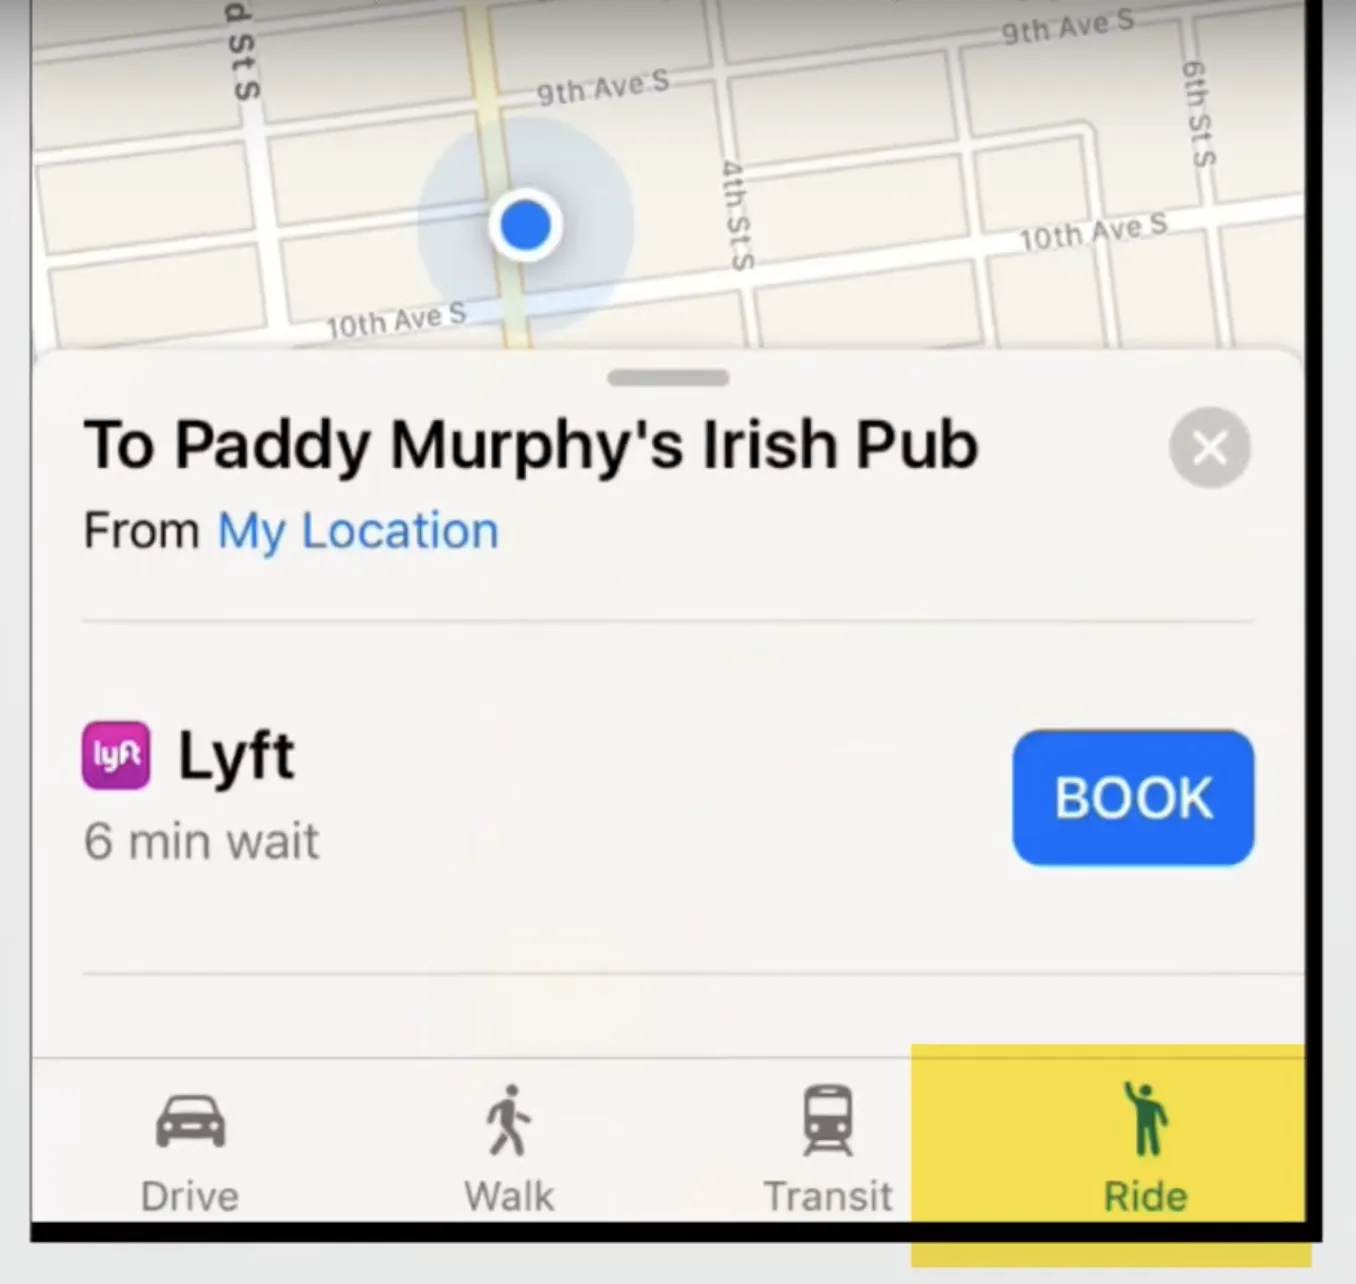 d St S
9th Ave S
9th Ave S
6th St S
4th St S
10th Ave S
10th Ave S
To Paddy Murphy's Irish Pub
From My Location
lyft Lyft
6 min wait
BOOK
Drive
Walk
Transit
Ride